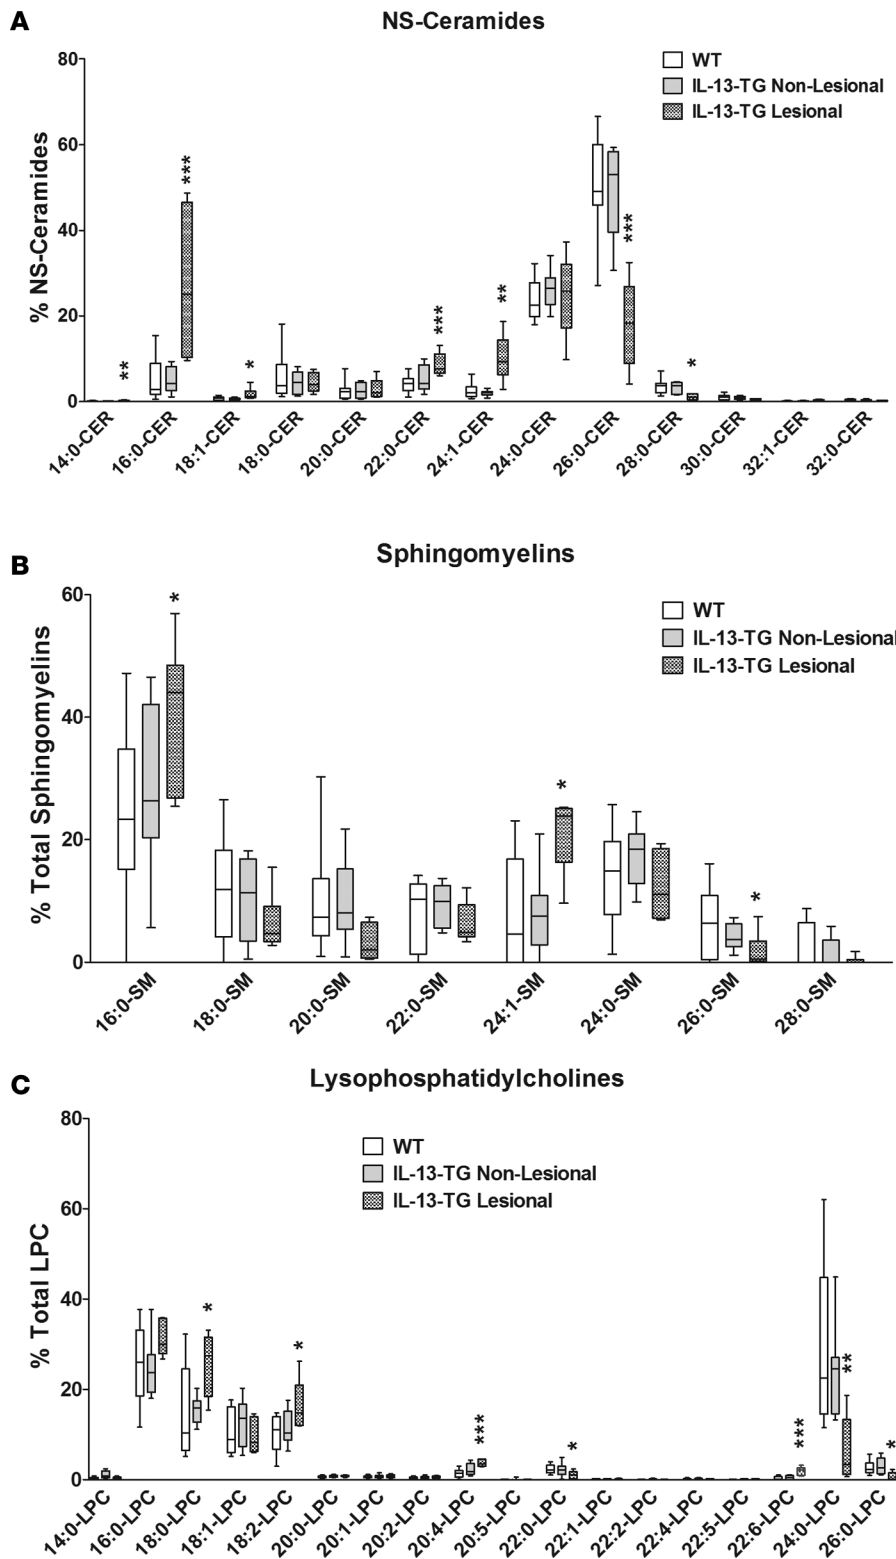 A
NS-Ceramides
WT
IL-13-TG Non-Lesional
IL-13-TG Lesional
% NS-Ceramides
80
60
40
20
0
**
***
*
***
**
***
*
14:0-CER
16:0-CER
18:1-CER
18:0-CER
20:0-CER
22:0-CER
24:1-CER
24:0-CER
26:0-CER
28:0-CER
30:0-CER
32:1-CER
32:0-CER
B
Sphingomyelins
WT
IL-13-TG Non-Lesional
IL-13-TG Lesional
% Total Sphingomyelins
60
40
20
0
*
*
*
16:0-SM
18:0-SM
20:0-SM
22:0-SM
24:1-SM
24:0-SM
26:0-SM
28:0-SM
C
Lysophosphatidylcholines
WT
IL-13-TG Non-Lesional
IL-13-TG Lesional
% Total LPC
80
60
40
20
0
*
*
***
*
***
**
*
14:0-LPC
16:0-LPC
18:0-LPC
18:1-LPC
18:2-LPC
20:0-LPC
20:1-LPC
20:2-LPC
20:4-LPC
20:5-LPC
22:0-LPC
22:1-LPC
22:2-LPC
22:4-LPC
22:5-LPC
22:6-LPC
24:0-LPC
26:0-LPC